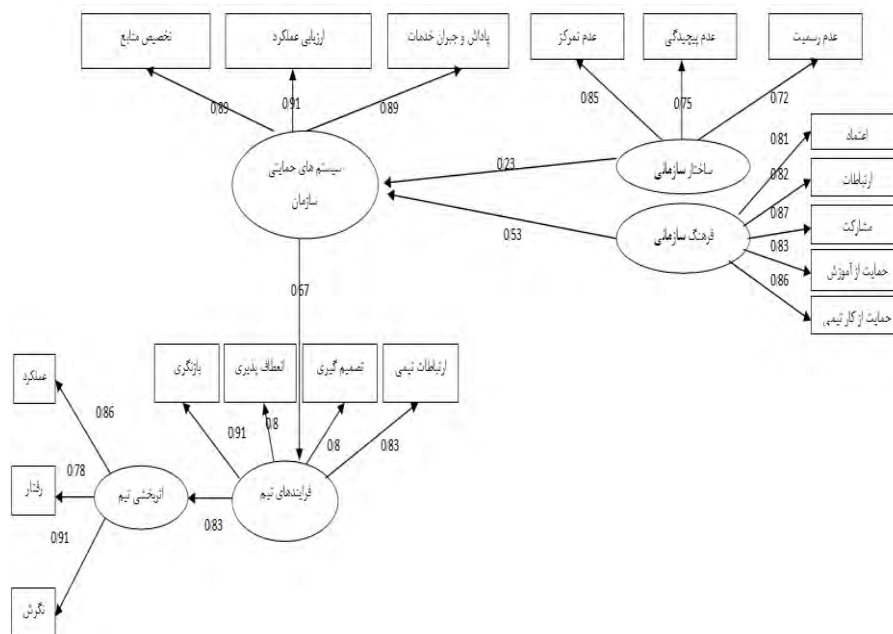 تخصیص منابع
ارزیابی عملکرد
پاداش و جبران خدمات
عدم تمرکز
عدم پیچیدگی
عدم رسمیت
0/89
0/91
0/89
0/85
0/75
0/72
سیستم های حمایتی
سازمان
0/23
0/53
ساختار سازمانی
فرهنگ سازمانی
0/81
0/82
0/87
0/83
0/86
اعتماد
ارتباطات
مشارکت
حمایت از آموزش
حمایت از کار تیمی
0/67
بازنگری
انعطاف پذیری
تصمیم گیری
ارتباطات تیمی
0/91
0/8
0/8
0/83
فرایندهای تیم
0/83
اثربخشی تیم
0/86
0/78
0/91
عملکرد
رفتار
نگرش